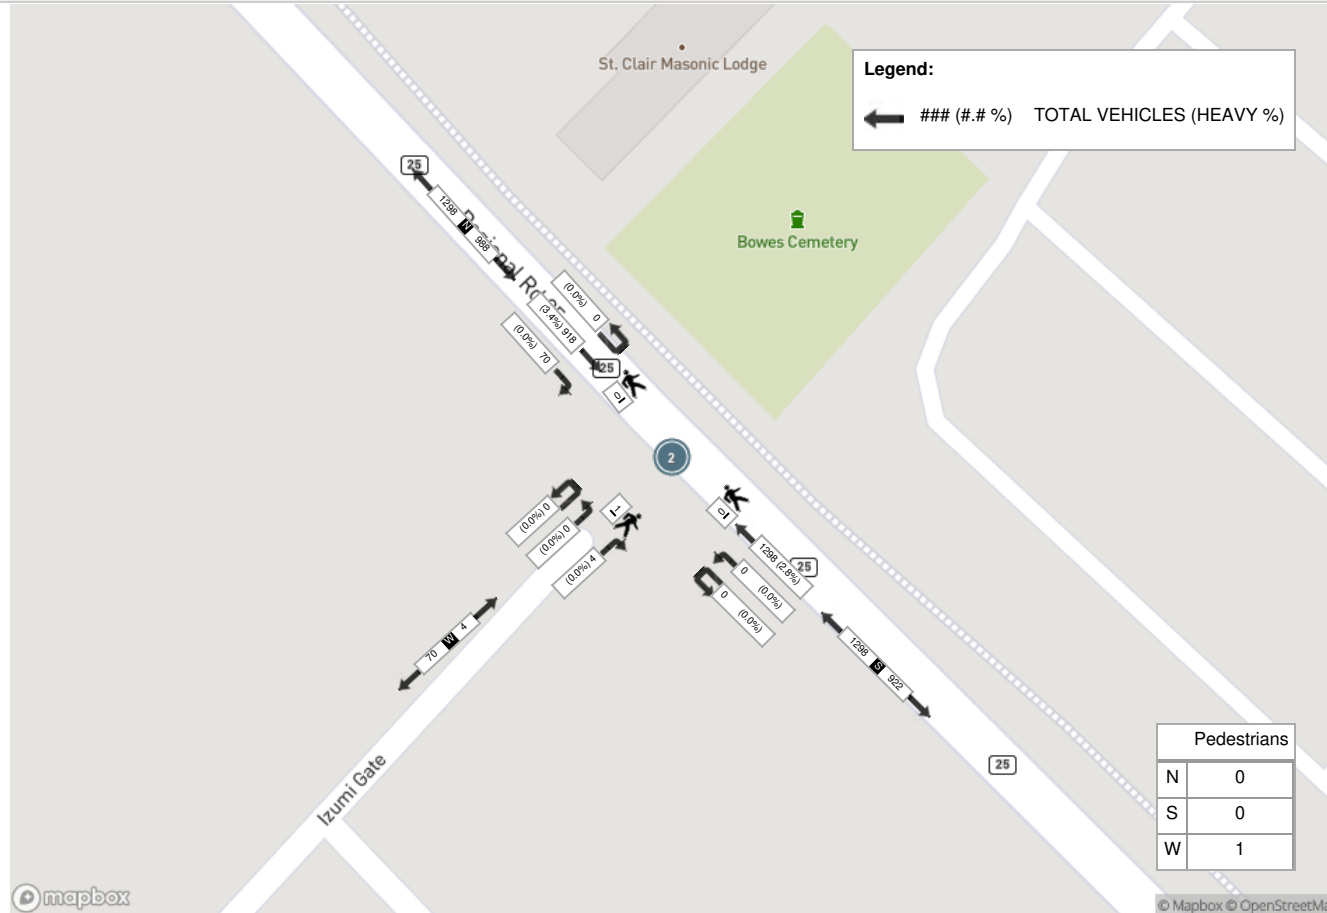 St. Clair Masonic Lodge
Legend:
### (#.# %) TOTAL VEHICLES (HEAVY %)
25
1298 N 988
Bowes Cemetery
(0.0%) 0
(3.4%) 918
(0.0%) 70
25
0
2
(0.0%) 0
(0.0%) 0
(0.0%) 4
1
0
1298 (2.8%)
25
0 (0.0%)
0 (0.0%)
70 W 4
1298 S 922
25
Izumi Gate
Pedestrians
N 0
S 0
W 1
mapbox
© Mapbox © OpenStreetMa